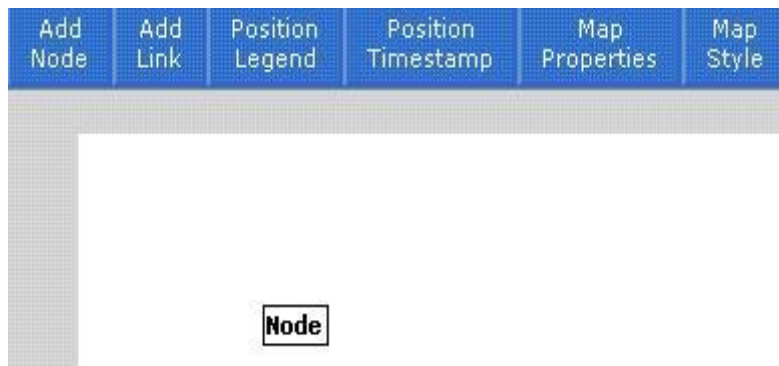 Add Node
Add Link
Position Legend
Position Timestamp
Map Properties
Map Style
Node